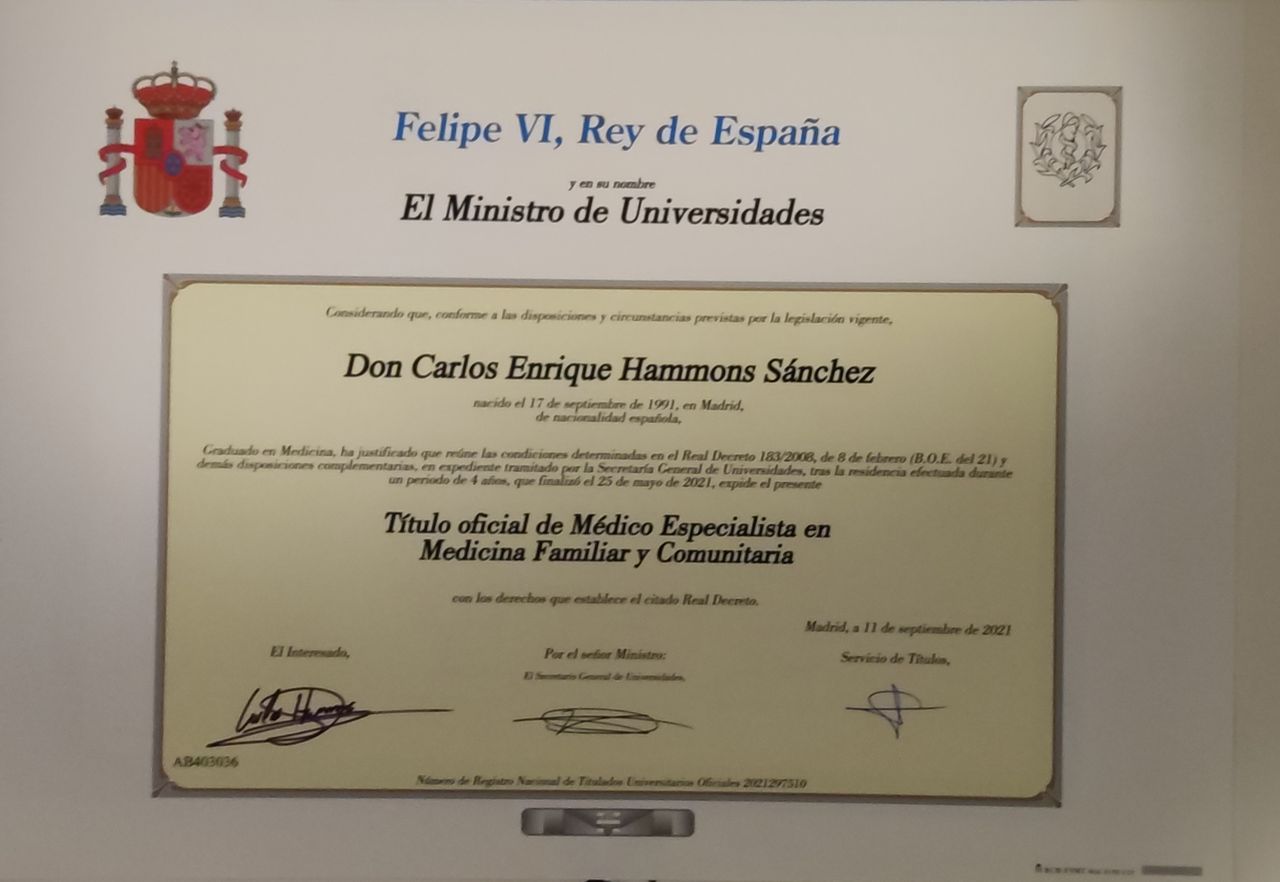 Felipe VI, Rey de España
y en su nombre
El Ministro de Universidades
Considerando que, conforme a las disposiciones y circunstancias previstas por la legislación vigente,
Don Carlos Enrique Hammons Sánchez
nacido el 17 de septiembre de 1991, en Madrid,
de nacionalidad española,
Graduado en Medicina, ha justificado que reúne las condiciones determinadas en el Real Decreto 183/2008, de 8 de febrero (B.O.E. del 21) y
demás disposiciones complementarias, en expediente tramitado por la Secretaría General de Universidades, tras la residencia efectuada durante
un periodo de 4 años, que finalizó el 25 de mayo de 2021, expide el presente
Título oficial de Médico Especialista en
Medicina Familiar y Comunitaria
con los derechos que establece el citado Real Decreto.
Madrid, a 11 de septiembre de 2021
El Interesado,
Por el señor Ministro:
Servicio de Títulos,
El Secretario General de Universidades,
AB403036
Número de Registro Nacional de Titulados Universitarios Oficiales 2021297510